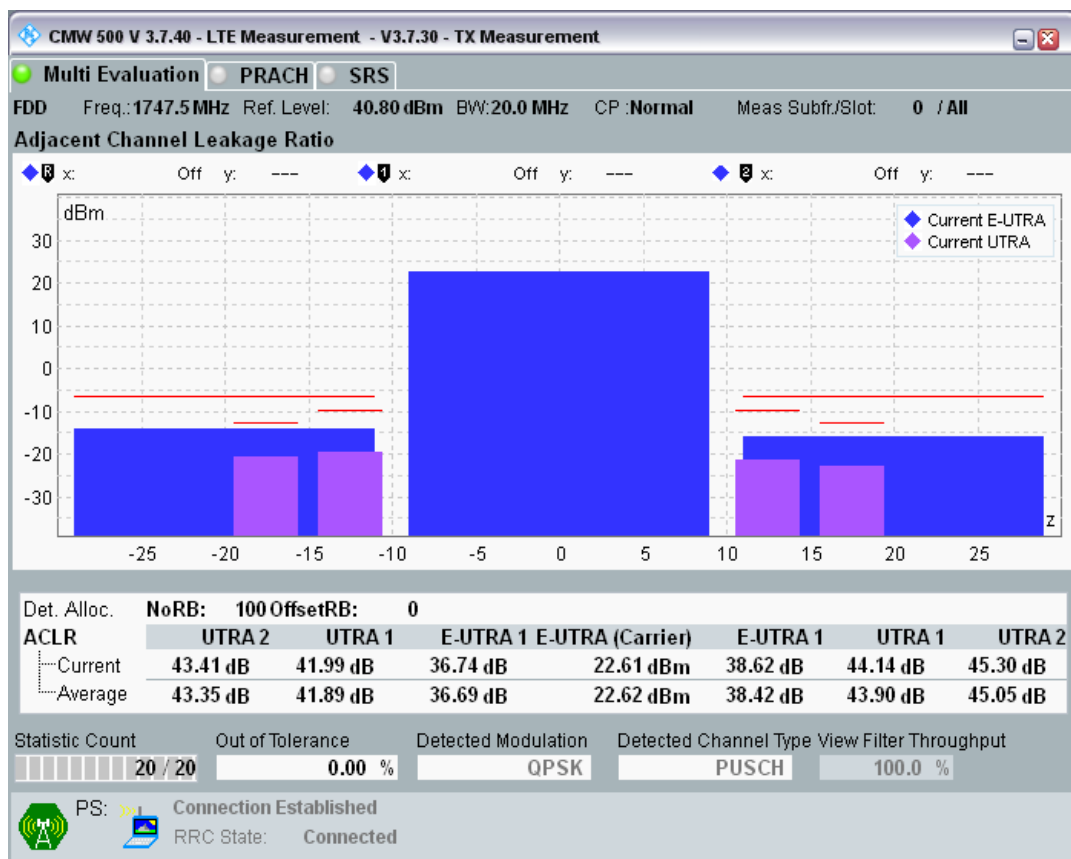 CMW 500 V 3.7.40 - LTE Measurement - V3.7.30 - TX Measurement
Multi Evaluation PRACH SRS
FDD Freq.: 1747.5 MHz Ref. Level: 40.80 dBm BW: 20.0 MHz CP : Normal Meas Subfr./Slot: 0 / All
Adjacent Channel Leakage Ratio
R x: Off y: --- 1 x: Off y: --- 2 x: Off y: ---
dBm
Current E-UTRA
Current UTRA
30
20
10
0
-10
-20
-30
z
-25 -20 -15 -10 -5 0 5 10 15 20 25
Det. Alloc. NoRB: 100 OffsetRB: 0
ACLR UTRA 2 UTRA 1 E-UTRA 1 E-UTRA (Carrier) E-UTRA 1 UTRA 1 UTRA 2
Current 43.41 dB 41.99 dB 36.74 dB 22.61 dBm 38.62 dB 44.14 dB 45.30 dB
Average 43.35 dB 41.89 dB 36.69 dB 22.62 dBm 38.42 dB 43.90 dB 45.05 dB
Statistic Count Out of Tolerance Detected Modulation Detected Channel Type View Filter Throughput
20 / 20 0.00 % QPSK PUSCH 100.0 %
PS: Connection Established
RRC State: Connected